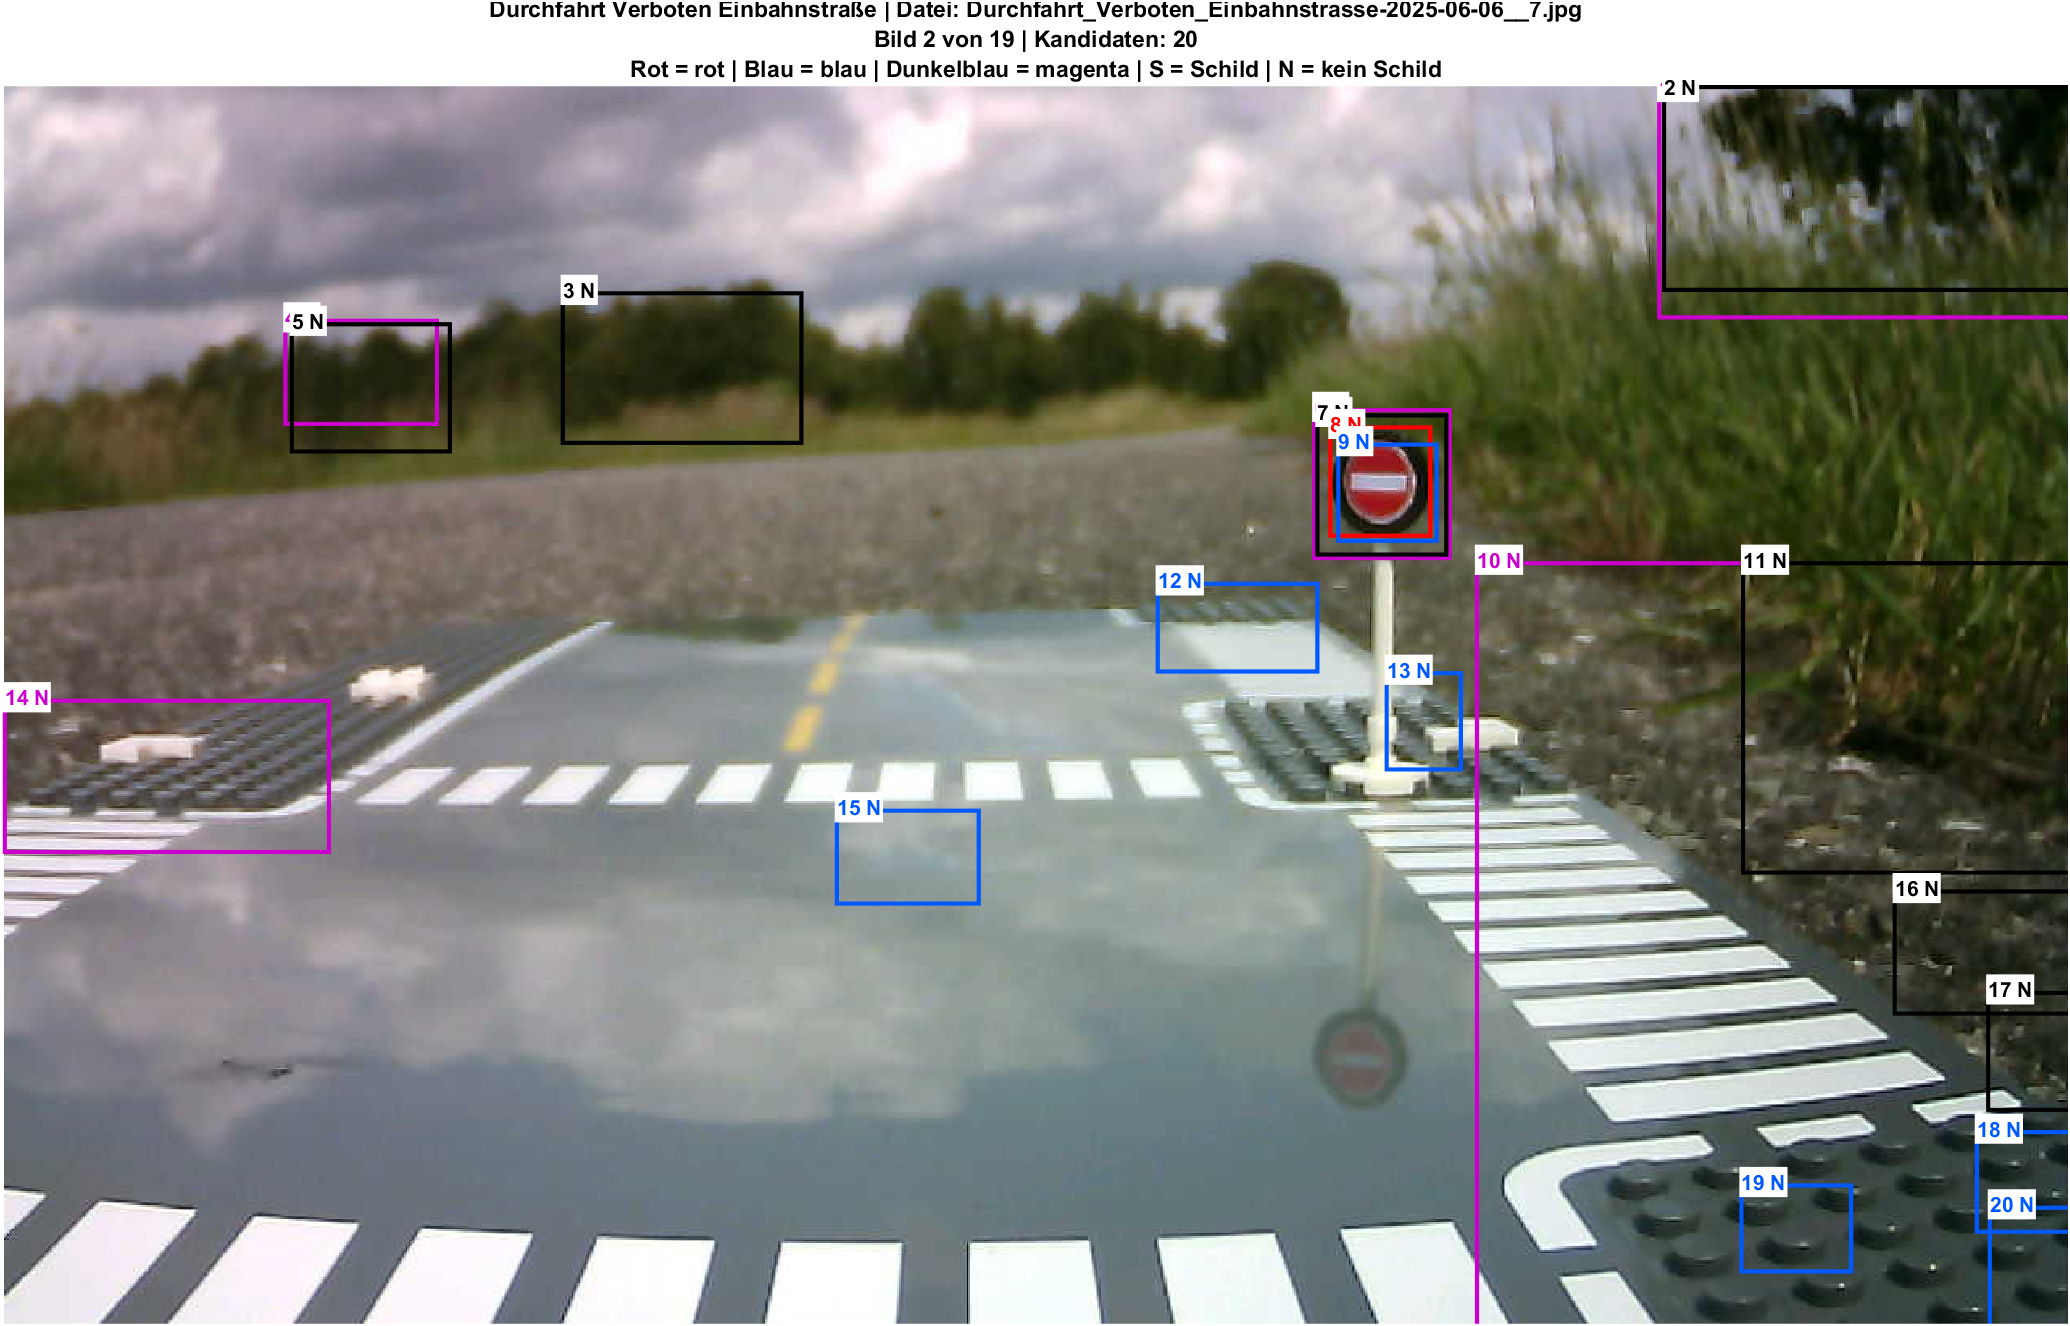 Durchfahrt Verboten Einbahnstraße | Datei: Durchfahrt_Verboten_Einbahnstrasse-2025-06-06__7.jpg
Bild 2 von 19 | Kandidaten: 20
Rot = rot | Blau = blau | Dunkelblau = magenta | S = Schild | N = kein Schild
2 N
3 N
5 N
7 N
8 N
9 N
10 N
11 N
12 N
13 N
14 N
15 N
16 N
17 N
18 N
19 N
20 N